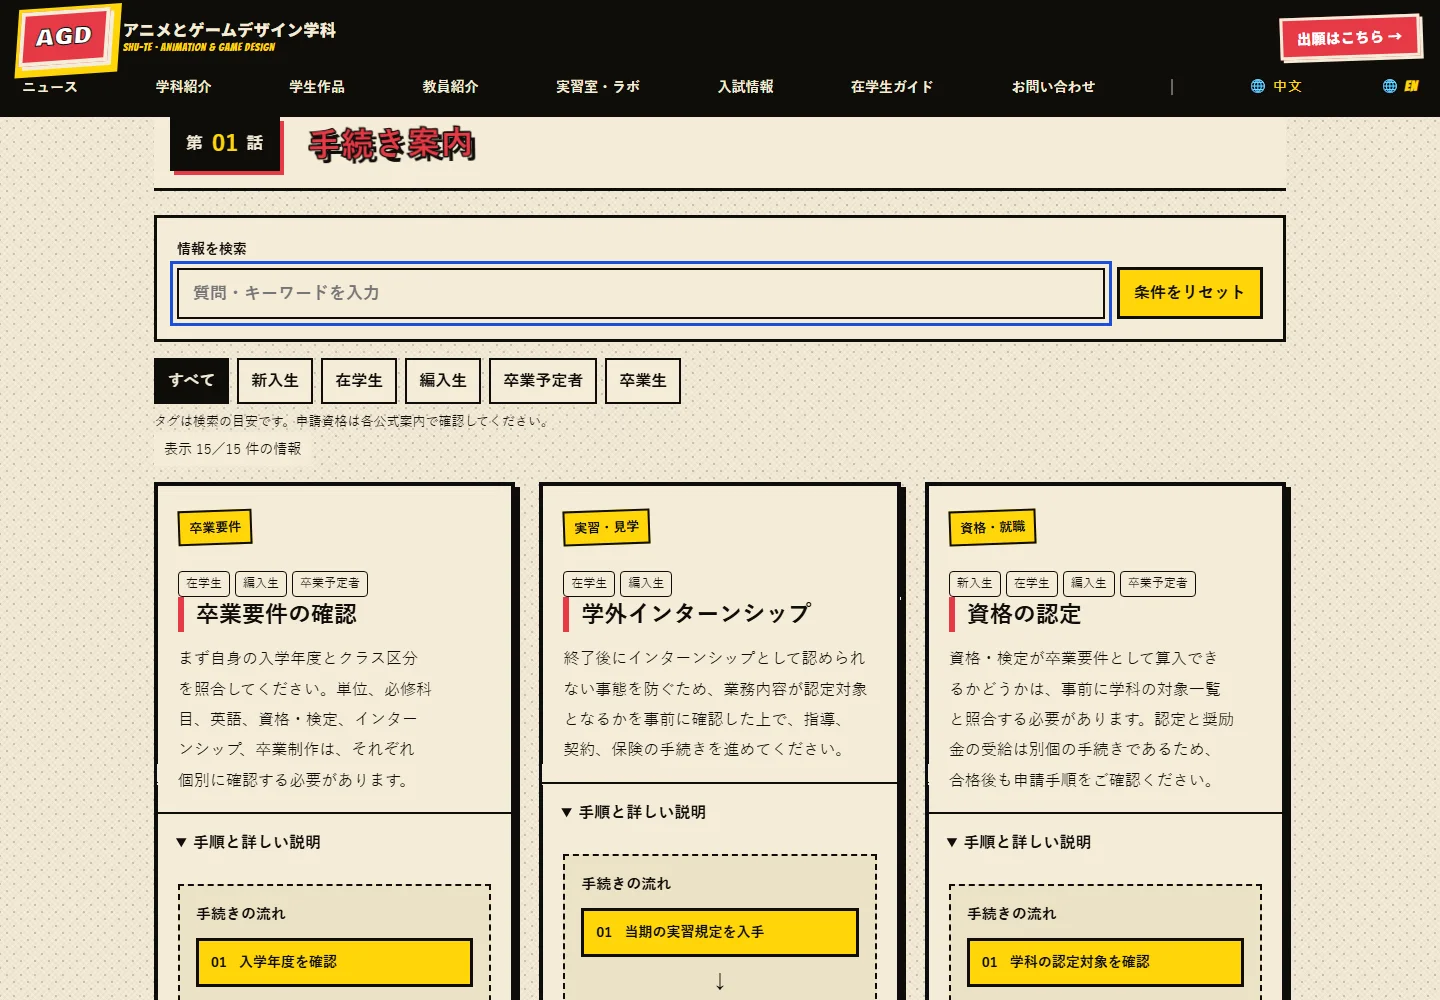 AGD
アニメとゲームデザイン学科
SHU-TE · ANIMATION & GAME DESIGN
出願はこちら →
ニュース 学科紹介 学生作品 教員紹介 実習室・ラボ 入試情報 在学生ガイド お問い合わせ | 🌐 中文 🌐 EN
第 01 話 手続き案内
情報を検索
質問・キーワードを入力
条件をリセット
すべて 新入生 在学生 編入生 卒業予定者 卒業生
タグは検索の目安です。申請資格は各公式案内で確認してください。
表示 15／15 件の情報
卒業要件
在学生 編入生 卒業予定者
卒業要件の確認
まず自身の入学年度とクラス区分
を照合してください。単位、必修科
目、英語、資格・検定、インター
ンシップ、卒業制作は、それぞれ
個別に確認する必要があります。
▼ 手順と詳しい説明
手続きの流れ
01 入学年度を確認
実習・見学
在学生 編入生
学外インターンシップ
終了後にインターンシップとして認められ
ない事態を防ぐため、業務内容が認定対象
となるかを事前に確認した上で、指導、
契約、保険の手続きを進めてください。
▼ 手順と詳しい説明
手続きの流れ
01 当期の実習規定を入手
↓
資格・就職
新入生 在学生 編入生 卒業予定者
資格の認定
資格・検定が卒業要件として算入でき
るかどうかは、事前に学科の対象一覧
と照合する必要があります。認定と奨励
金の受給は別個の手続きであるため、
合格後も申請手順をご確認ください。
▼ 手順と詳しい説明
手続きの流れ
01 学科の認定対象を確認